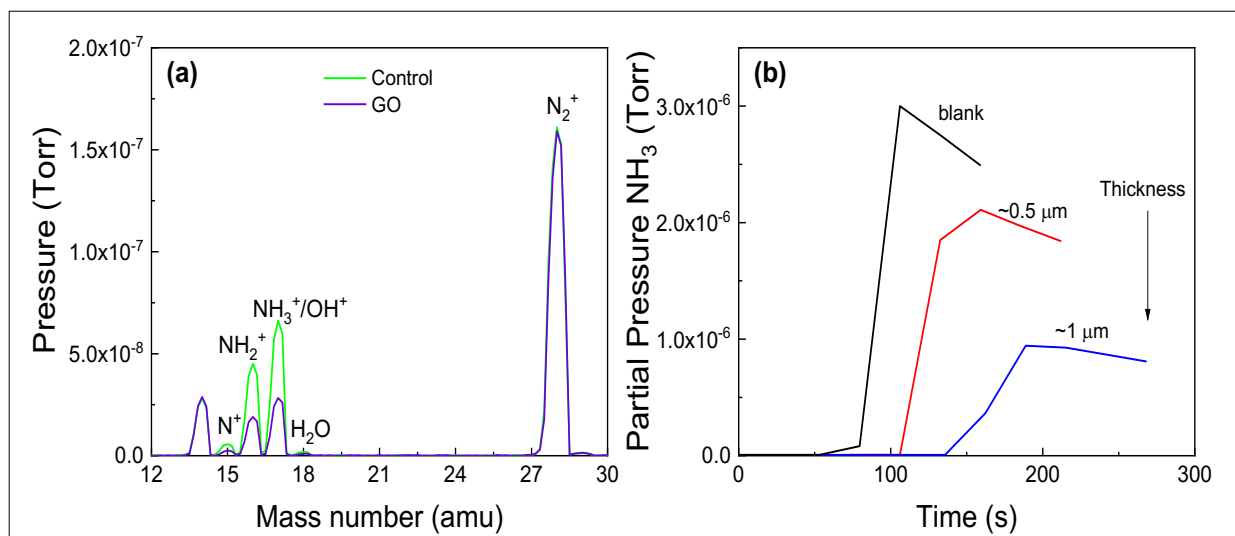 (a)
Control
GO
N₂⁺
NH₃⁺/OH⁺
NH₂⁺
N⁺
H₂O
2.0x10⁻⁷
1.5x10⁻⁷
1.0x10⁻⁷
5.0x10⁻⁸
0.0
12 15 18 21 24 27 30
Pressure (Torr)
Mass number (amu)
(b)
blank
Thickness
~0.5 μm
~1 μm
3.0x10⁻⁶
2.0x10⁻⁶
1.0x10⁻⁶
0.0
0 100 200 300
Partial Pressure NH₃ (Torr)
Time (s)